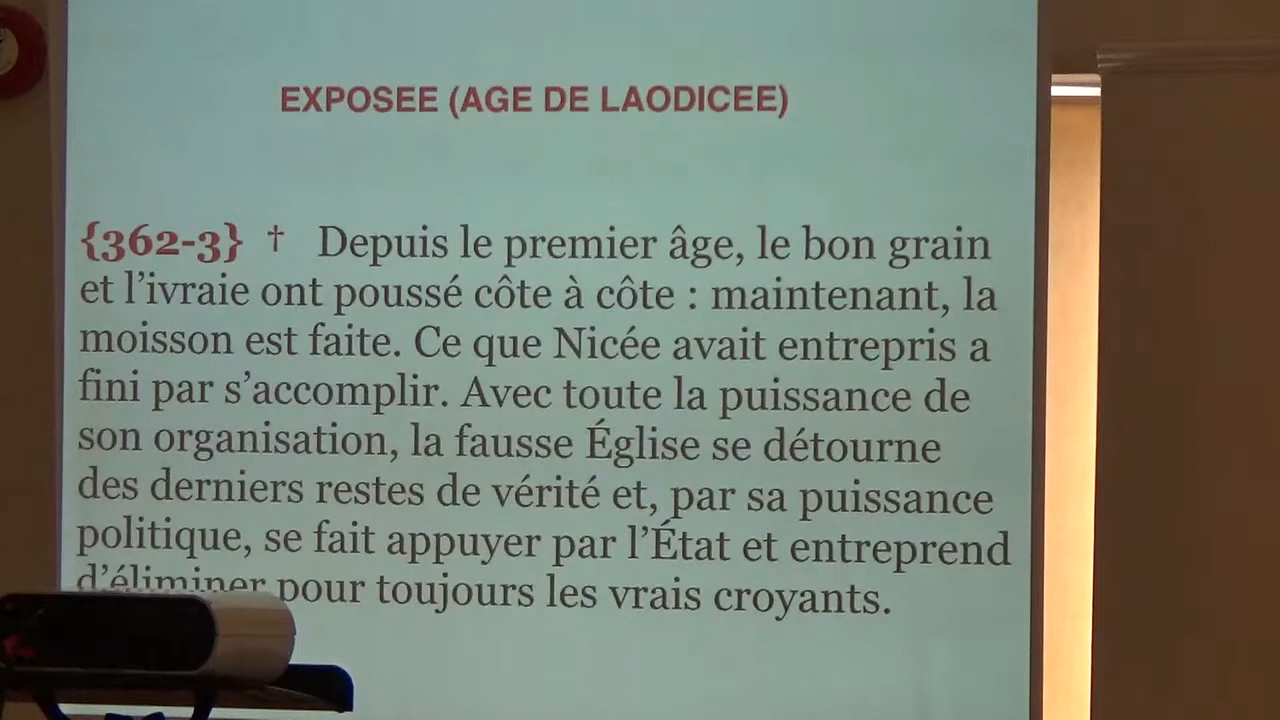 EXPOSEE (AGE DE LAODICEE)
{362-3} † Depuis le premier âge, le bon grain
et l’ivraie ont poussé côte à côte : maintenant, la
moisson est faite. Ce que Nicée avait entrepris a
fini par s’accomplir. Avec toute la puissance de
son organisation, la fausse Église se détourne
des derniers restes de vérité et, par sa puissance
politique, se fait appuyer par l’État et entreprend
d’éliminer pour toujours les vrais croyants.